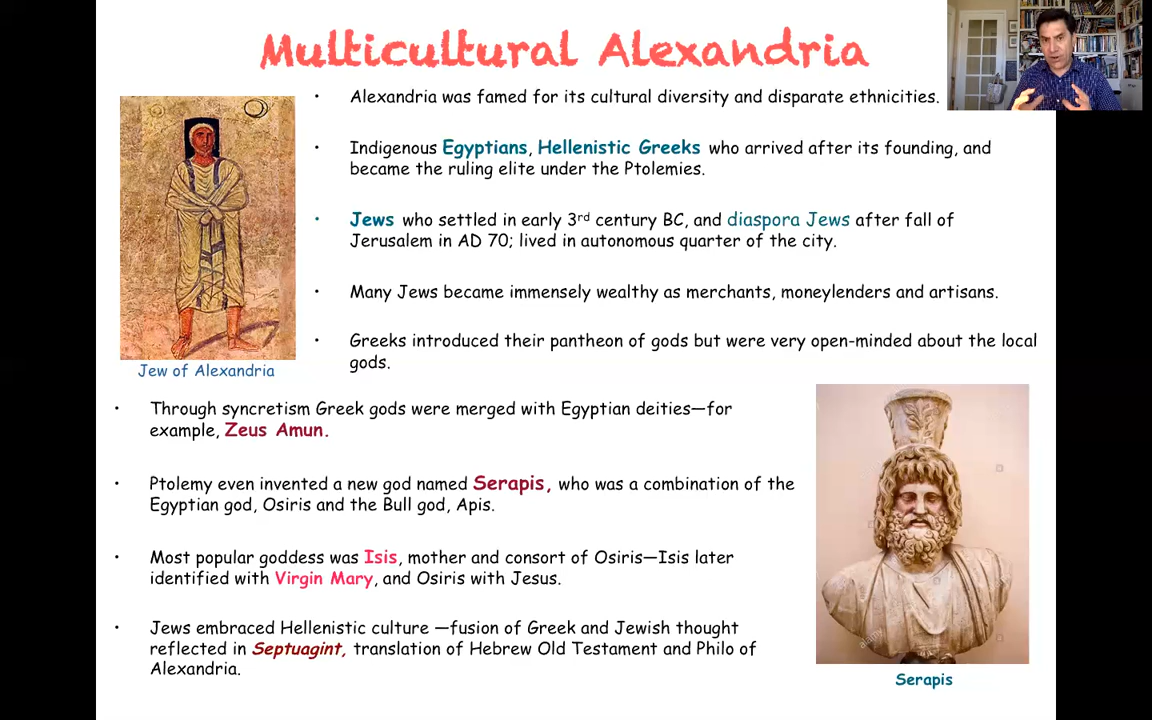 Multicultural Alexandria
• Alexandria was famed for its cultural diversity and disparate ethnicities.
• Indigenous Egyptians, Hellenistic Greeks who arrived after its founding, and
became the ruling elite under the Ptolemies.
• Jews who settled in early 3rd century BC, and diaspora Jews after fall of
Jerusalem in AD 70; lived in autonomous quarter of the city.
• Many Jews became immensely wealthy as merchants, moneylenders and artisans.
• Greeks introduced their pantheon of gods but were very open-minded about the local
gods.
Jew of Alexandria
• Through syncretism Greek gods were merged with Egyptian deities—for
example, Zeus Amun.
• Ptolemy even invented a new god named Serapis, who was a combination of the
Egyptian god, Osiris and the Bull god, Apis.
• Most popular goddess was Isis, mother and consort of Osiris—Isis later
identified with Virgin Mary, and Osiris with Jesus.
• Jews embraced Hellenistic culture —fusion of Greek and Jewish thought
reflected in Septuagint, translation of Hebrew Old Testament and Philo of
Alexandria.
Serapis